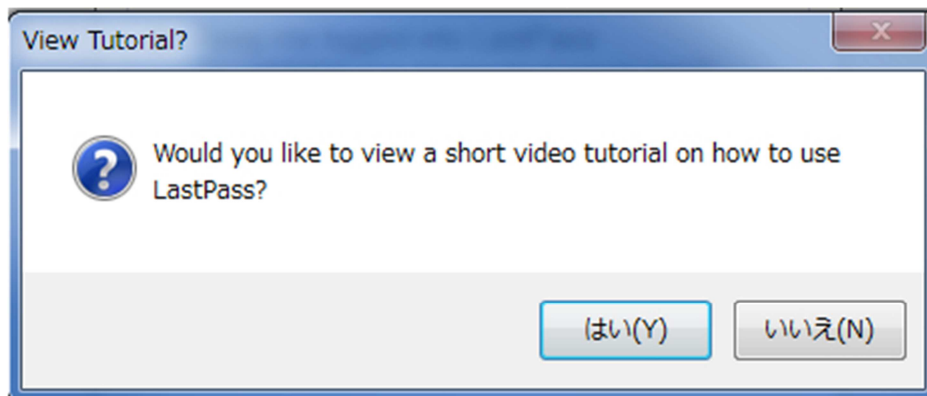 View Tutorial?
Would you like to view a short video tutorial on how to use
LastPass?
はい(Y)
いいえ(N)